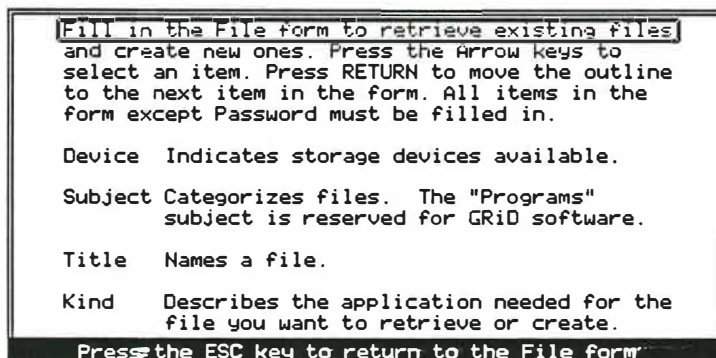 Fill in the File form to retrieve existing files
and create new ones. Press the Arrow keys to
select an item. Press RETURN to move the outline
to the next item in the form. All items in the
form except Password must be filled in.
Device Indicates storage devices available.
Subject Categorizes files. The "Programs"
subject is reserved for GRiD software.
Title Names a file.
Kind Describes the application needed for the
file you want to retrieve or create.
Press the ESC key to return to the File form